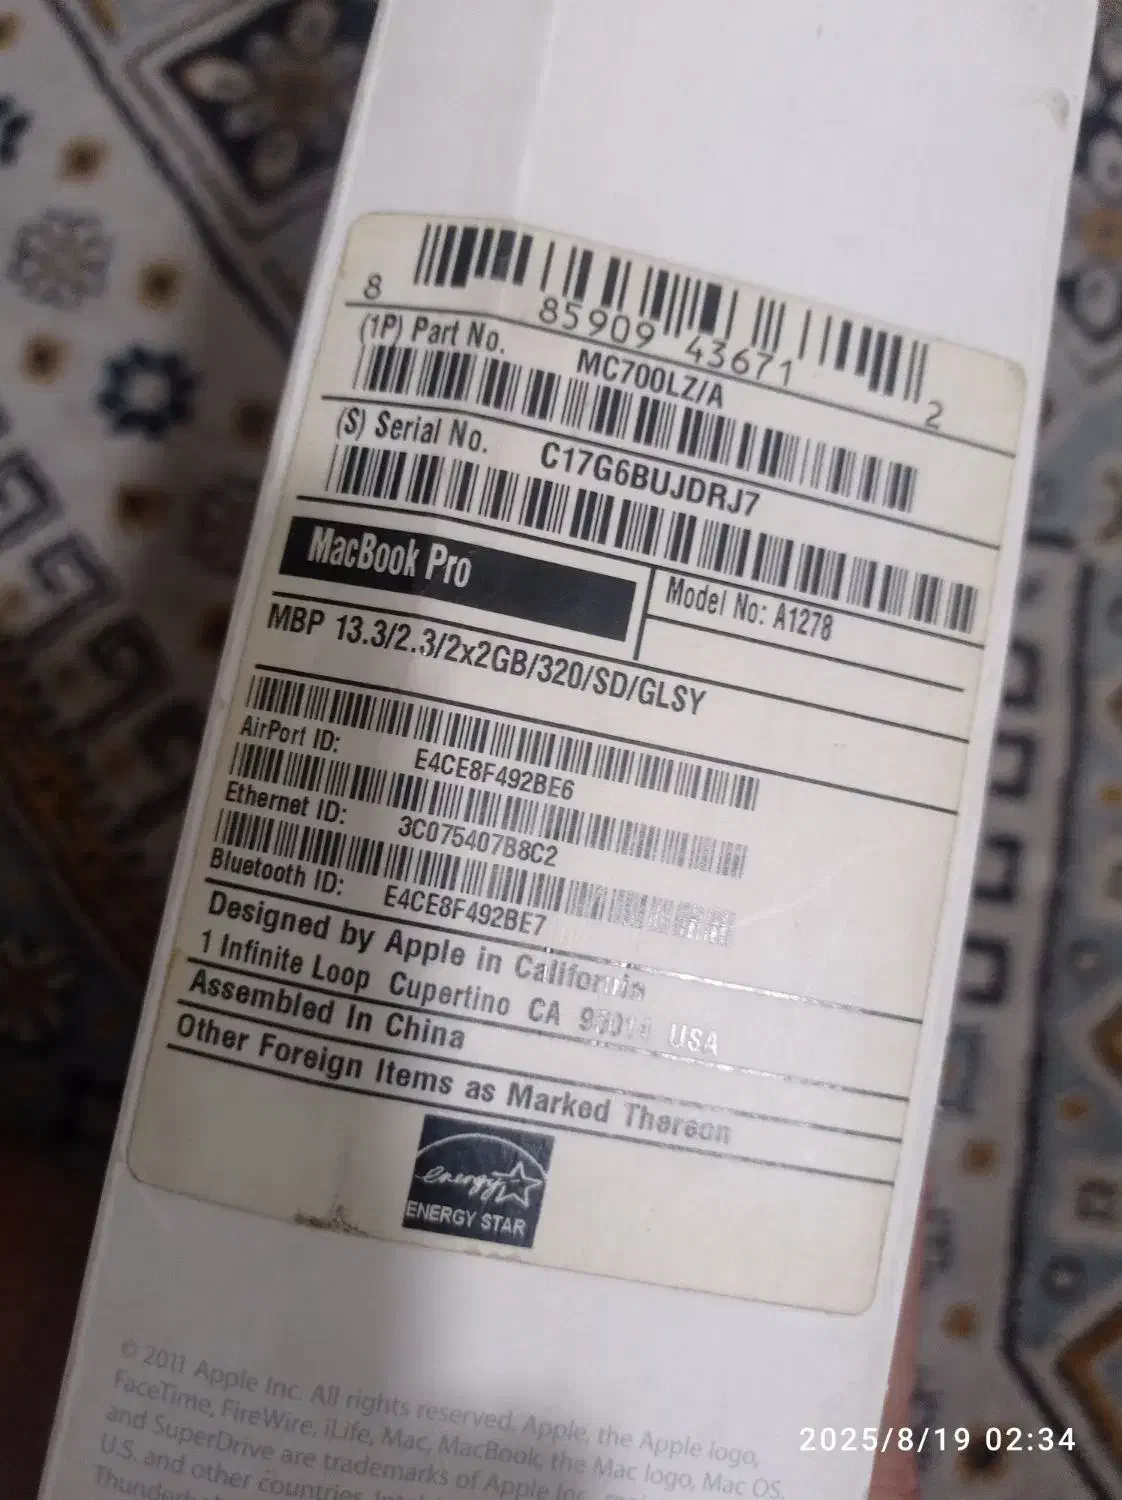 8 85909 43671 2
(1P) Part No. MC700LZ/A
(S) Serial No. C17G6BUJDRJ7
MacBook Pro
Model No: A1278
MBP 13.3/2.3/2x2GB/320/SD/GLSY
AirPort ID: E4CE8F492BE6
Ethernet ID: 3C075407B8C2
Bluetooth ID: E4CE8F492BE7
Designed by Apple in California
1 Infinite Loop Cupertino CA 95014 USA
Assembled In China
Other Foreign Items as Marked Thereon
energy
ENERGY STAR
© 2011 Apple Inc. All rights reserved. Apple, the Apple logo,
FaceTime, FireWire, iLife, Mac, MacBook, the Mac logo, Mac OS,
and SuperDrive are trademarks of Apple Inc.,
U.S. and other countries.
2025/8/19 02:34